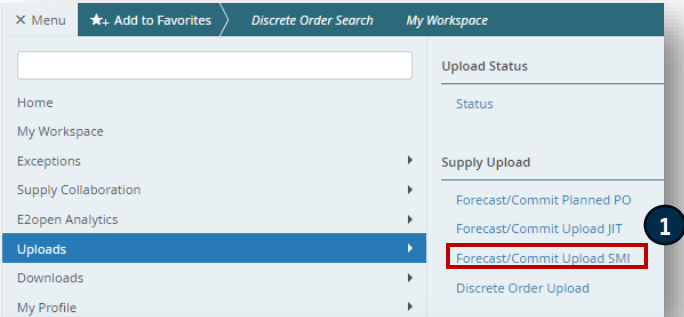 × Menu ★+ Add to Favorites Discrete Order Search My Workspace
Home
My Workspace
Exceptions
Supply Collaboration
E2open Analytics
Uploads
Downloads
My Profile
Upload Status
Status
Supply Upload
Forecast/Commit Planned PO
Forecast/Commit Upload JIT
1
Forecast/Commit Upload SMI
Discrete Order Upload